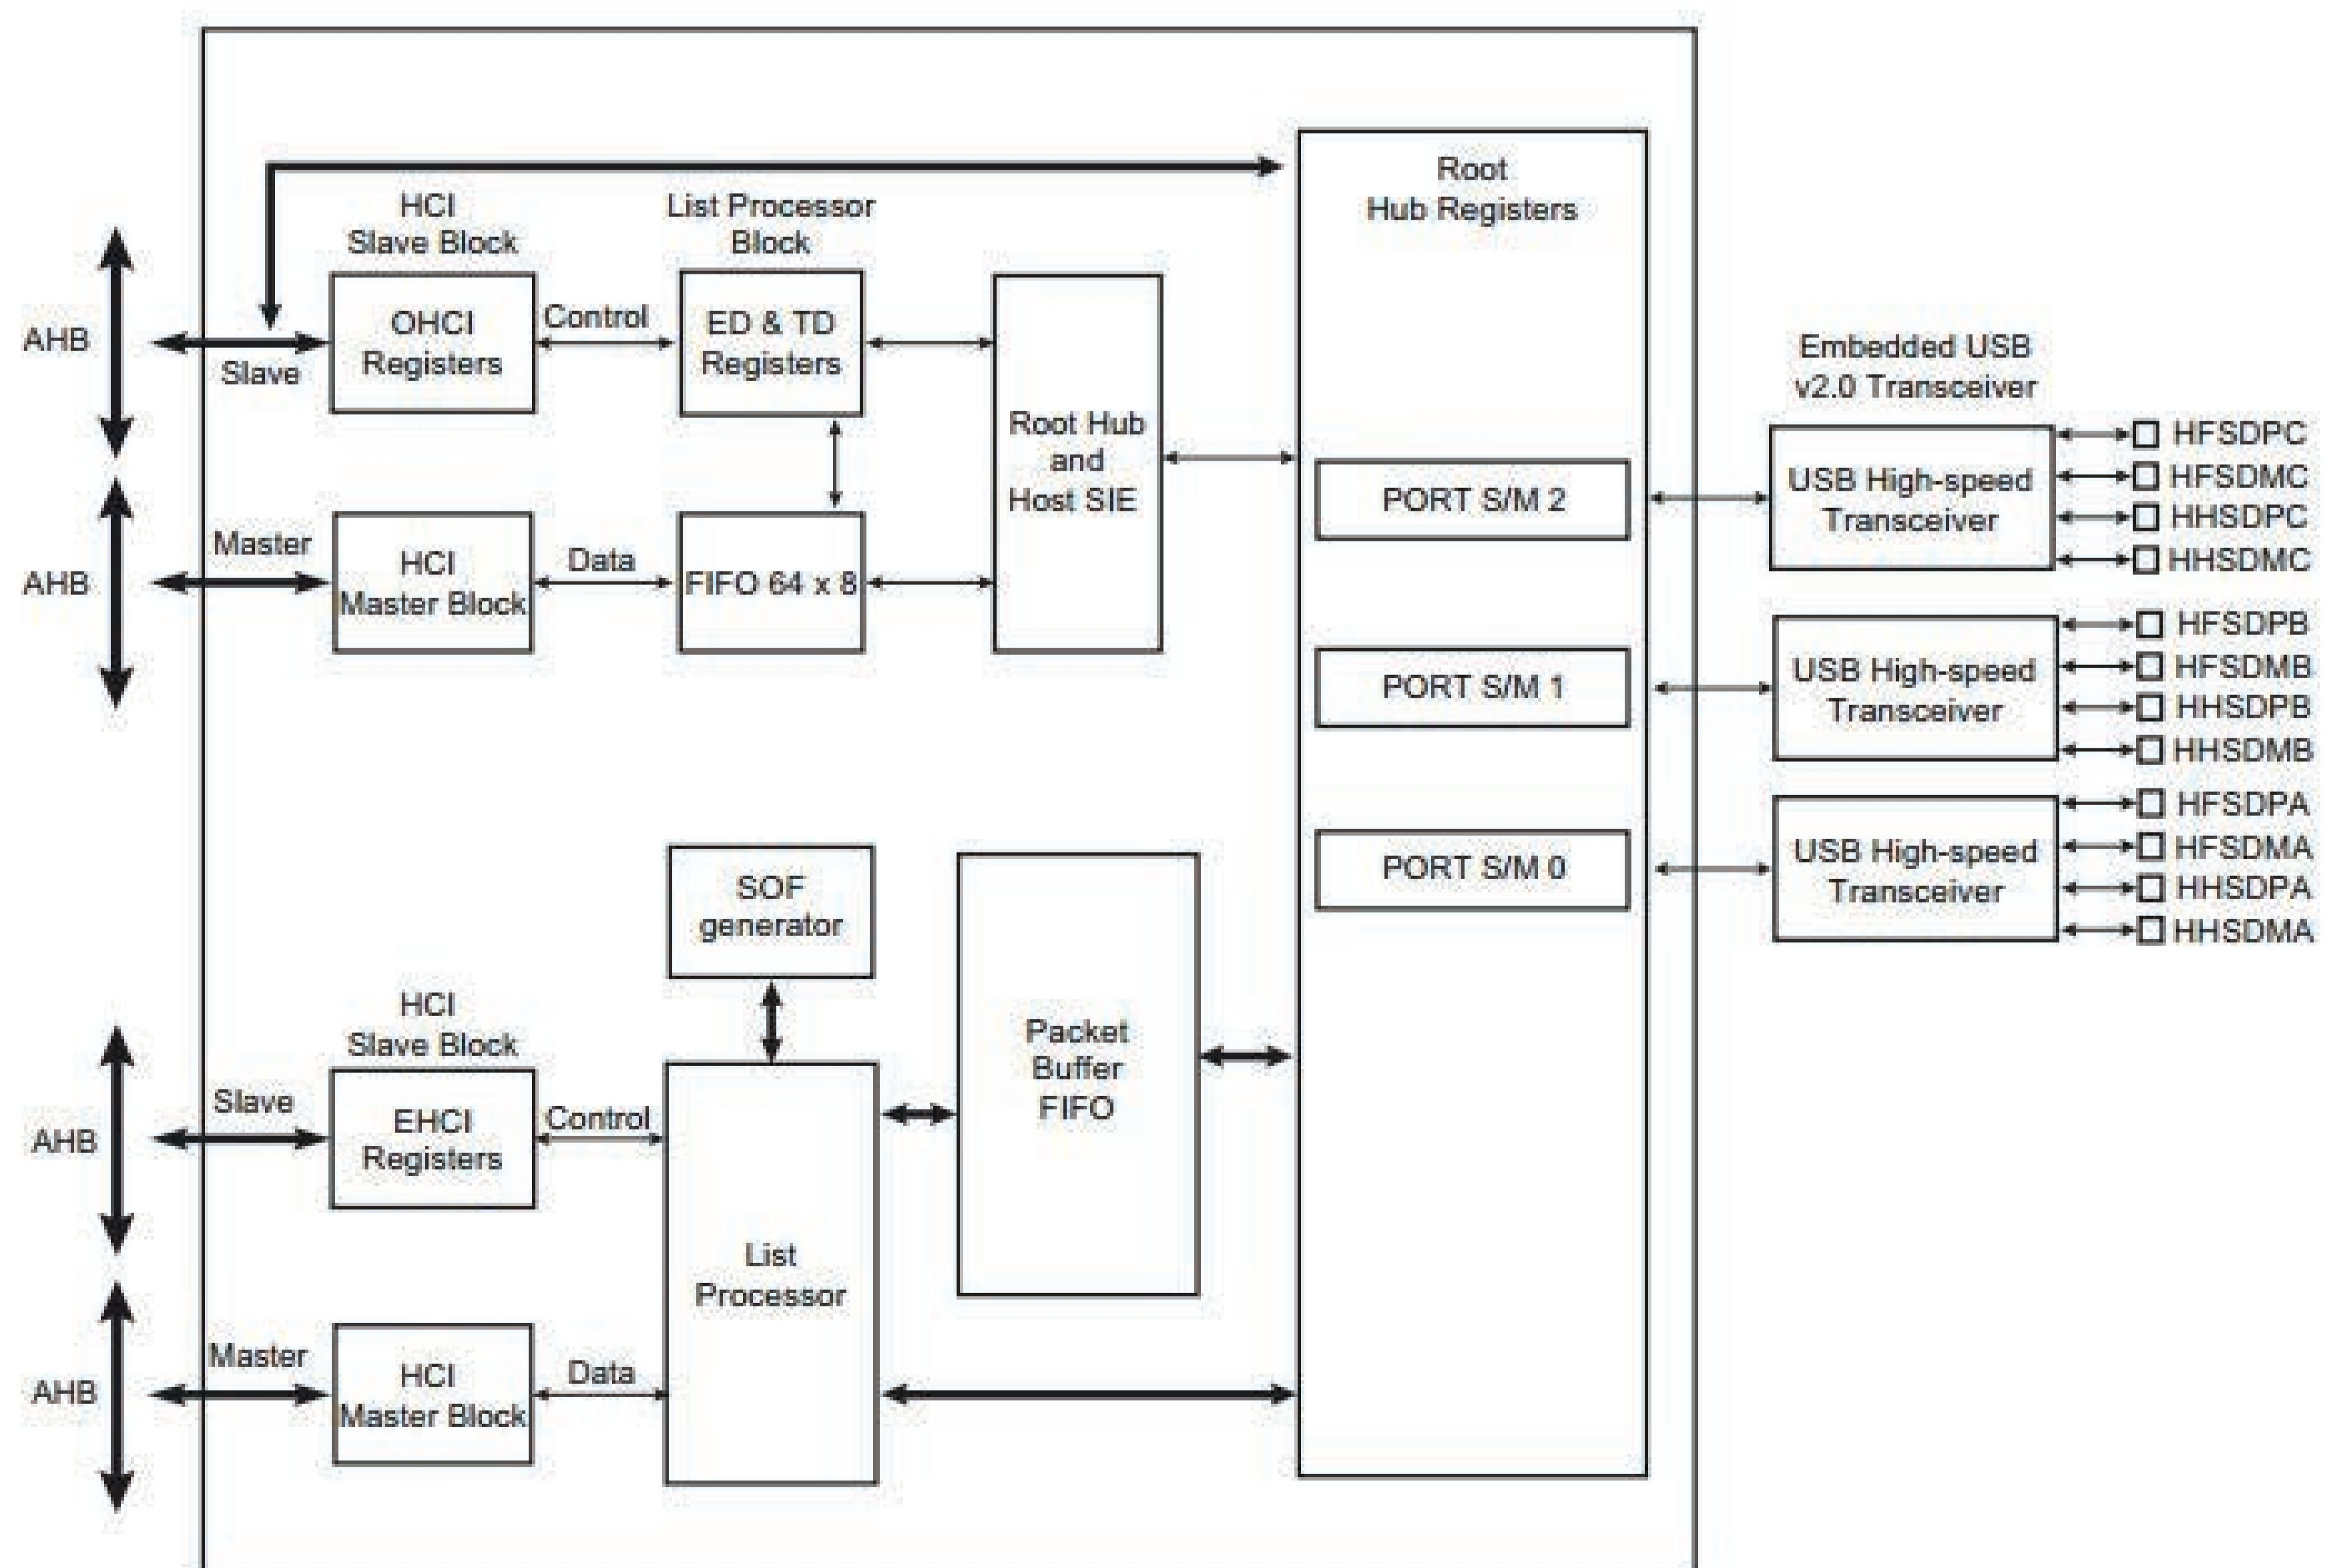 Root
Hub Registers
HCI
Slave Block
List Processor
Block
AHB
Slave
OHCI
Registers
Control
ED & TD
Registers
Root Hub
and
Host SIE
Embedded USB
v2.0 Transceiver
PORT S/M 2
USB High-speed
Transceiver
HFSDPC
HFSDMC
HHSDPC
HHSDMC
AHB
Master
HCI
Master Block
Data
FIFO 64 x 8
PORT S/M 1
USB High-speed
Transceiver
HFSDPB
HFSDMB
HHSDPB
HHSDMB
PORT S/M 0
USB High-speed
Transceiver
HFSDPA
HFSDMA
HHSDPA
HHSDMA
SOF
generator
Packet
Buffer
FIFO
HCI
Slave Block
AHB
Slave
EHCI
Registers
Control
List
Processor
AHB
Master
HCI
Master Block
Data